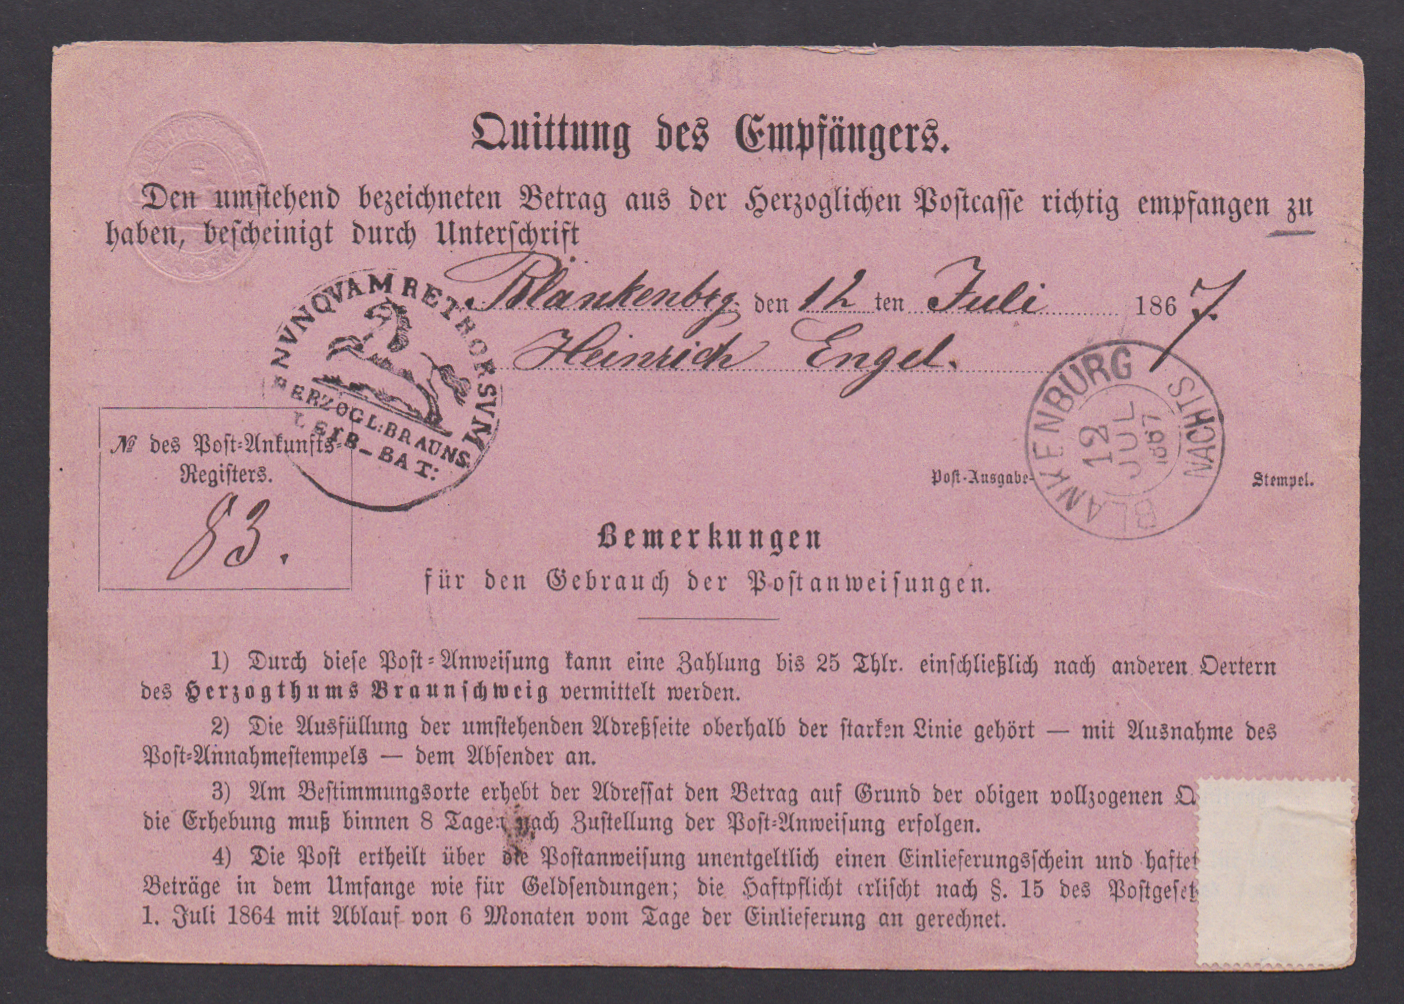 Quittung des Empfängers.
Den umstehend bezeichneten Betrag aus der Herzoglichen Postcasse richtig empfangen zu
haben, bescheinigt durch Unterschrift
Blankenbrg den 12 ten Juli 1867.
Heinrich Engel.
NVNQVAM RETRORSVM
HERZOGL: BRAUNS.
LEIB-BAT:
BLANKENBURG
12
JUL
1867
NACHTS
BL
№ des Post-Ankunfts-
Registers.
83.
Post-Ausgabe- Stempel.
Bemerkungen
für den Gebrauch der Postanweisungen.
1) Durch diese Post-Anweisung kann eine Zahlung bis 25 Thlr. einschließlich nach anderen Oertern
des Herzogthums Braunschweig vermittelt werden.
2) Die Ausfüllung der umstehenden Adreßseite oberhalb der starken Linie gehört — mit Ausnahme des
Post-Annahmestempels — dem Absender an.
3) Am Bestimmungsorte erhebt der Adressat den Betrag auf Grund der obigen vollzogenen
die Erhebung muß binnen 8 Tagen nach Zustellung der Post-Anweisung erfolgen.
4) Die Post ertheilt über die Postanweisung unentgeltlich einen Einlieferungsschein und haftet
Beträge in dem Umfange wie für Geldsendungen; die Haftpflicht erlischt nach §. 15 des
1. Juli 1864 mit Ablauf von 6 Monaten vom Tage der Einlieferung an gerechnet.